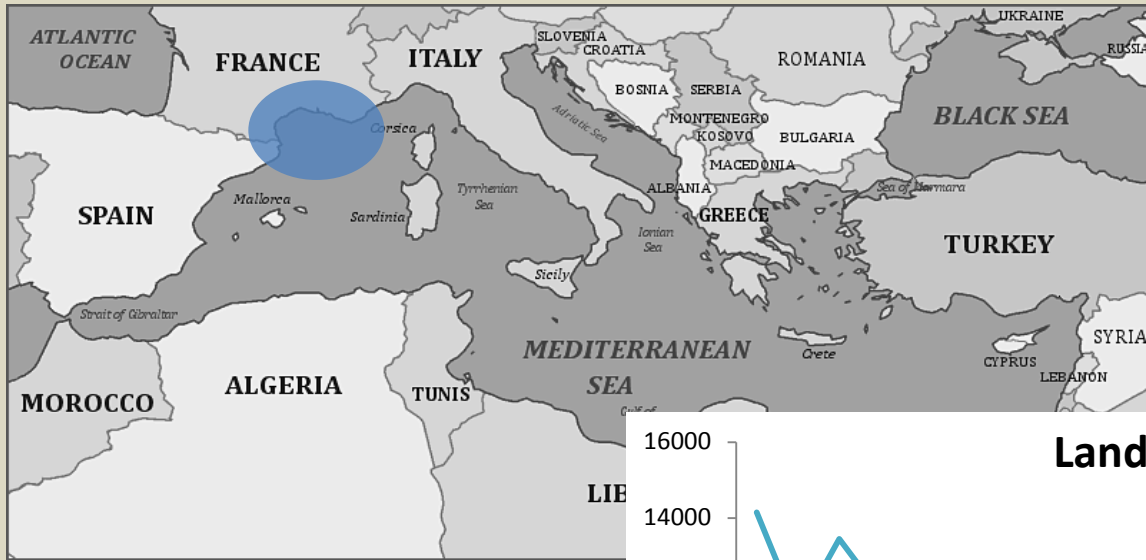 UKRAINE
ATLANTIC
OCEAN
SLOVENIA
CROATIA
RUSSIA
FRANCE
ITALY
ROMANIA
BOSNIA
SERBIA
Adriatic Sea
MONTENEGRO
BLACK SEA
Corsica
KOSOVO
BULGARIA
MACEDONIA
ALBANIA
Sea of Marmara
Mallorca
Tyrrhenian
Sea
SPAIN
Sardinia
GREECE
Ionian
Sea
TURKEY
Sicily
Strait of Gibraltar
SYRIA
MEDITERRANEAN
SEA
Crete
CYPRUS
LEBANON
ALGERIA
TUNIS
MOROCCO
Gulf of
LIB
16000
Land
14000